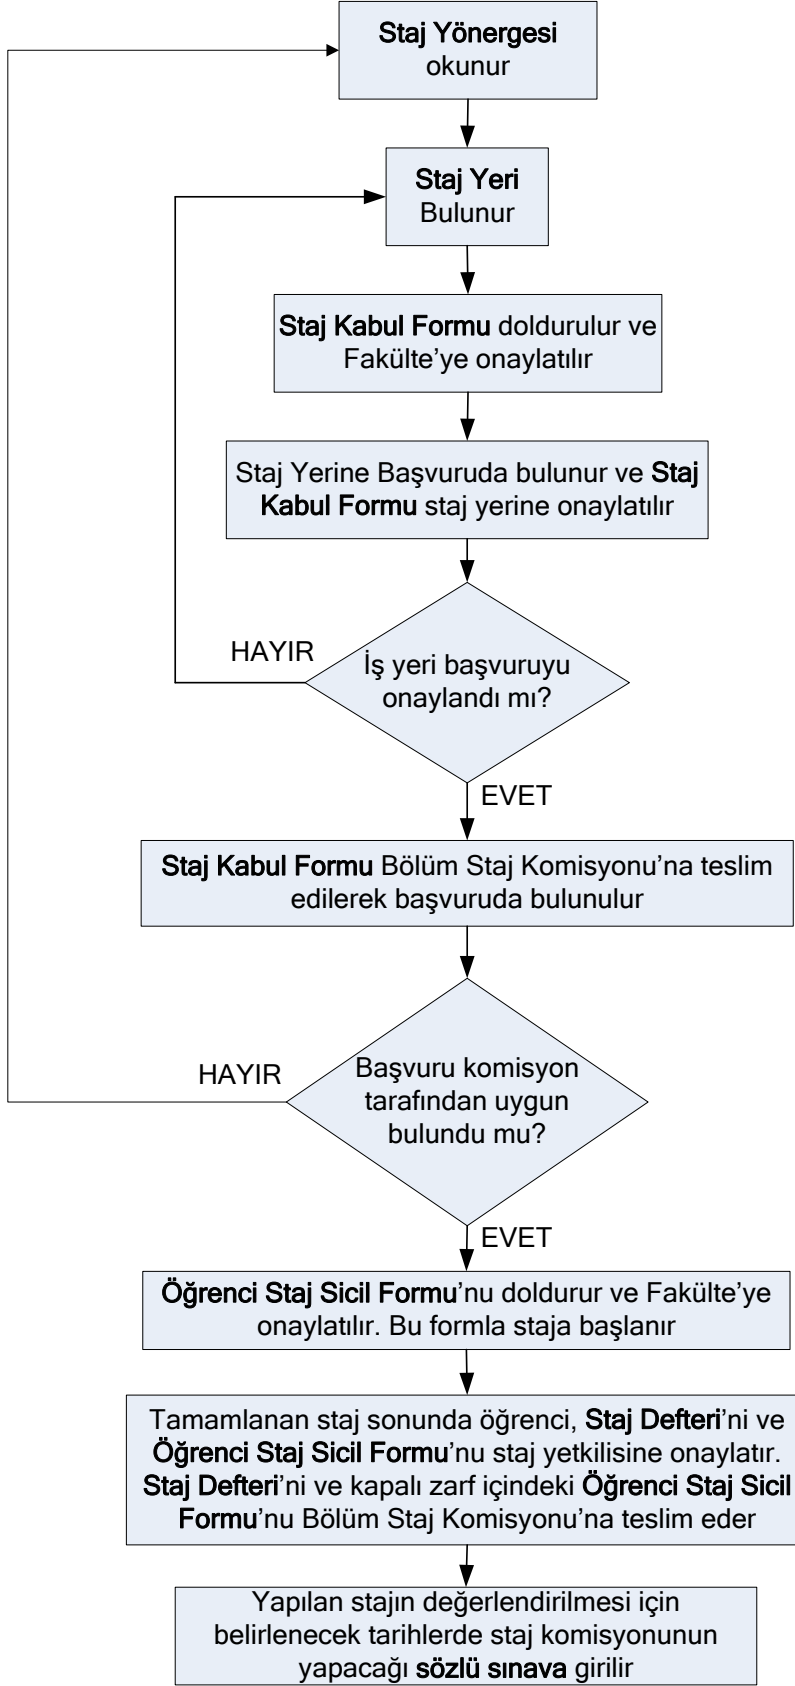 Staj Yönergesi
okunur
Staj Yeri
Bulunur
Staj Kabul Formu doldurulur ve
Fakülte’ye onaylatılır
Staj Yerine Başvuruda bulunur ve Staj
Kabul Formu staj yerine onaylatılır
HAYIR
İş yeri başvuruyu
onaylandı mı?
EVET
Staj Kabul Formu Bölüm Staj Komisyonu’na teslim
edilerek başvuruda bulunulur
HAYIR
Başvuru komisyon
tarafından uygun
bulundu mu?
EVET
Öğrenci Staj Sicil Formu’nu doldurur ve Fakülte’ye
onaylatılır. Bu formla staja başlanır
Tamamlanan staj sonunda öğrenci, Staj Defteri’ni ve
Öğrenci Staj Sicil Formu’nu staj yetkilisine onaylatır.
Staj Defteri’ni ve kapalı zarf içindeki Öğrenci Staj Sicil
Formu’nu Bölüm Staj Komisyonu’na teslim eder
Yapılan stajın değerlendirilmesi için
belirlenecek tarihlerde staj komisyonunun
yapacağı sözlü sınava girilir